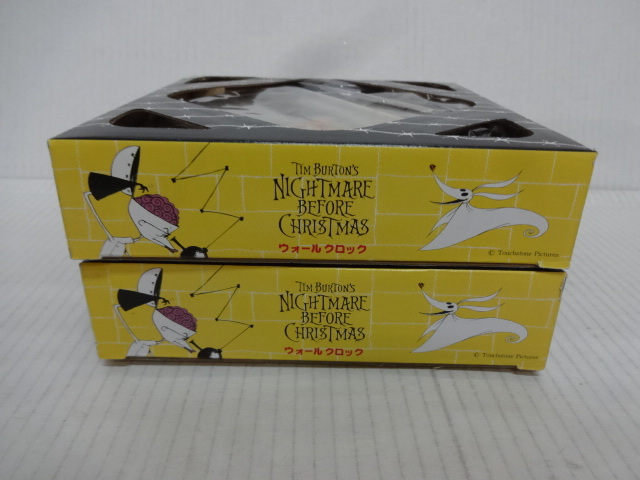 TIM BURTON'S
NIGHTMARE
BEFORE
CHRISTMAS
ウォールクロック
© Touchstone Pictures
TIM BURTON'S
NIGHTMARE
BEFORE
CHRISTMAS
ウォールクロック
© Touchstone Pictures